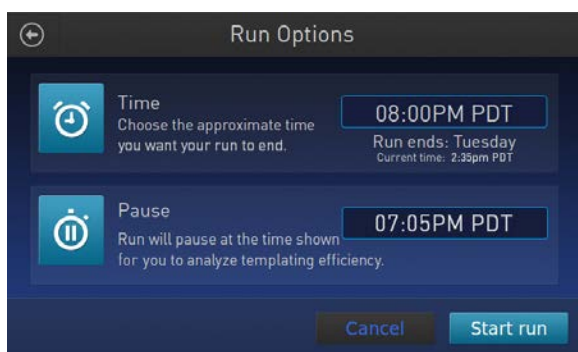 Run Options
Time
Choose the approximate time
you want your run to end.
08:00PM PDT
Run ends: Tuesday
Current time: 2:35pm PDT
Pause
Run will pause at the time shown
for you to analyze templating efficiency.
07:05PM PDT
Cancel
Start run